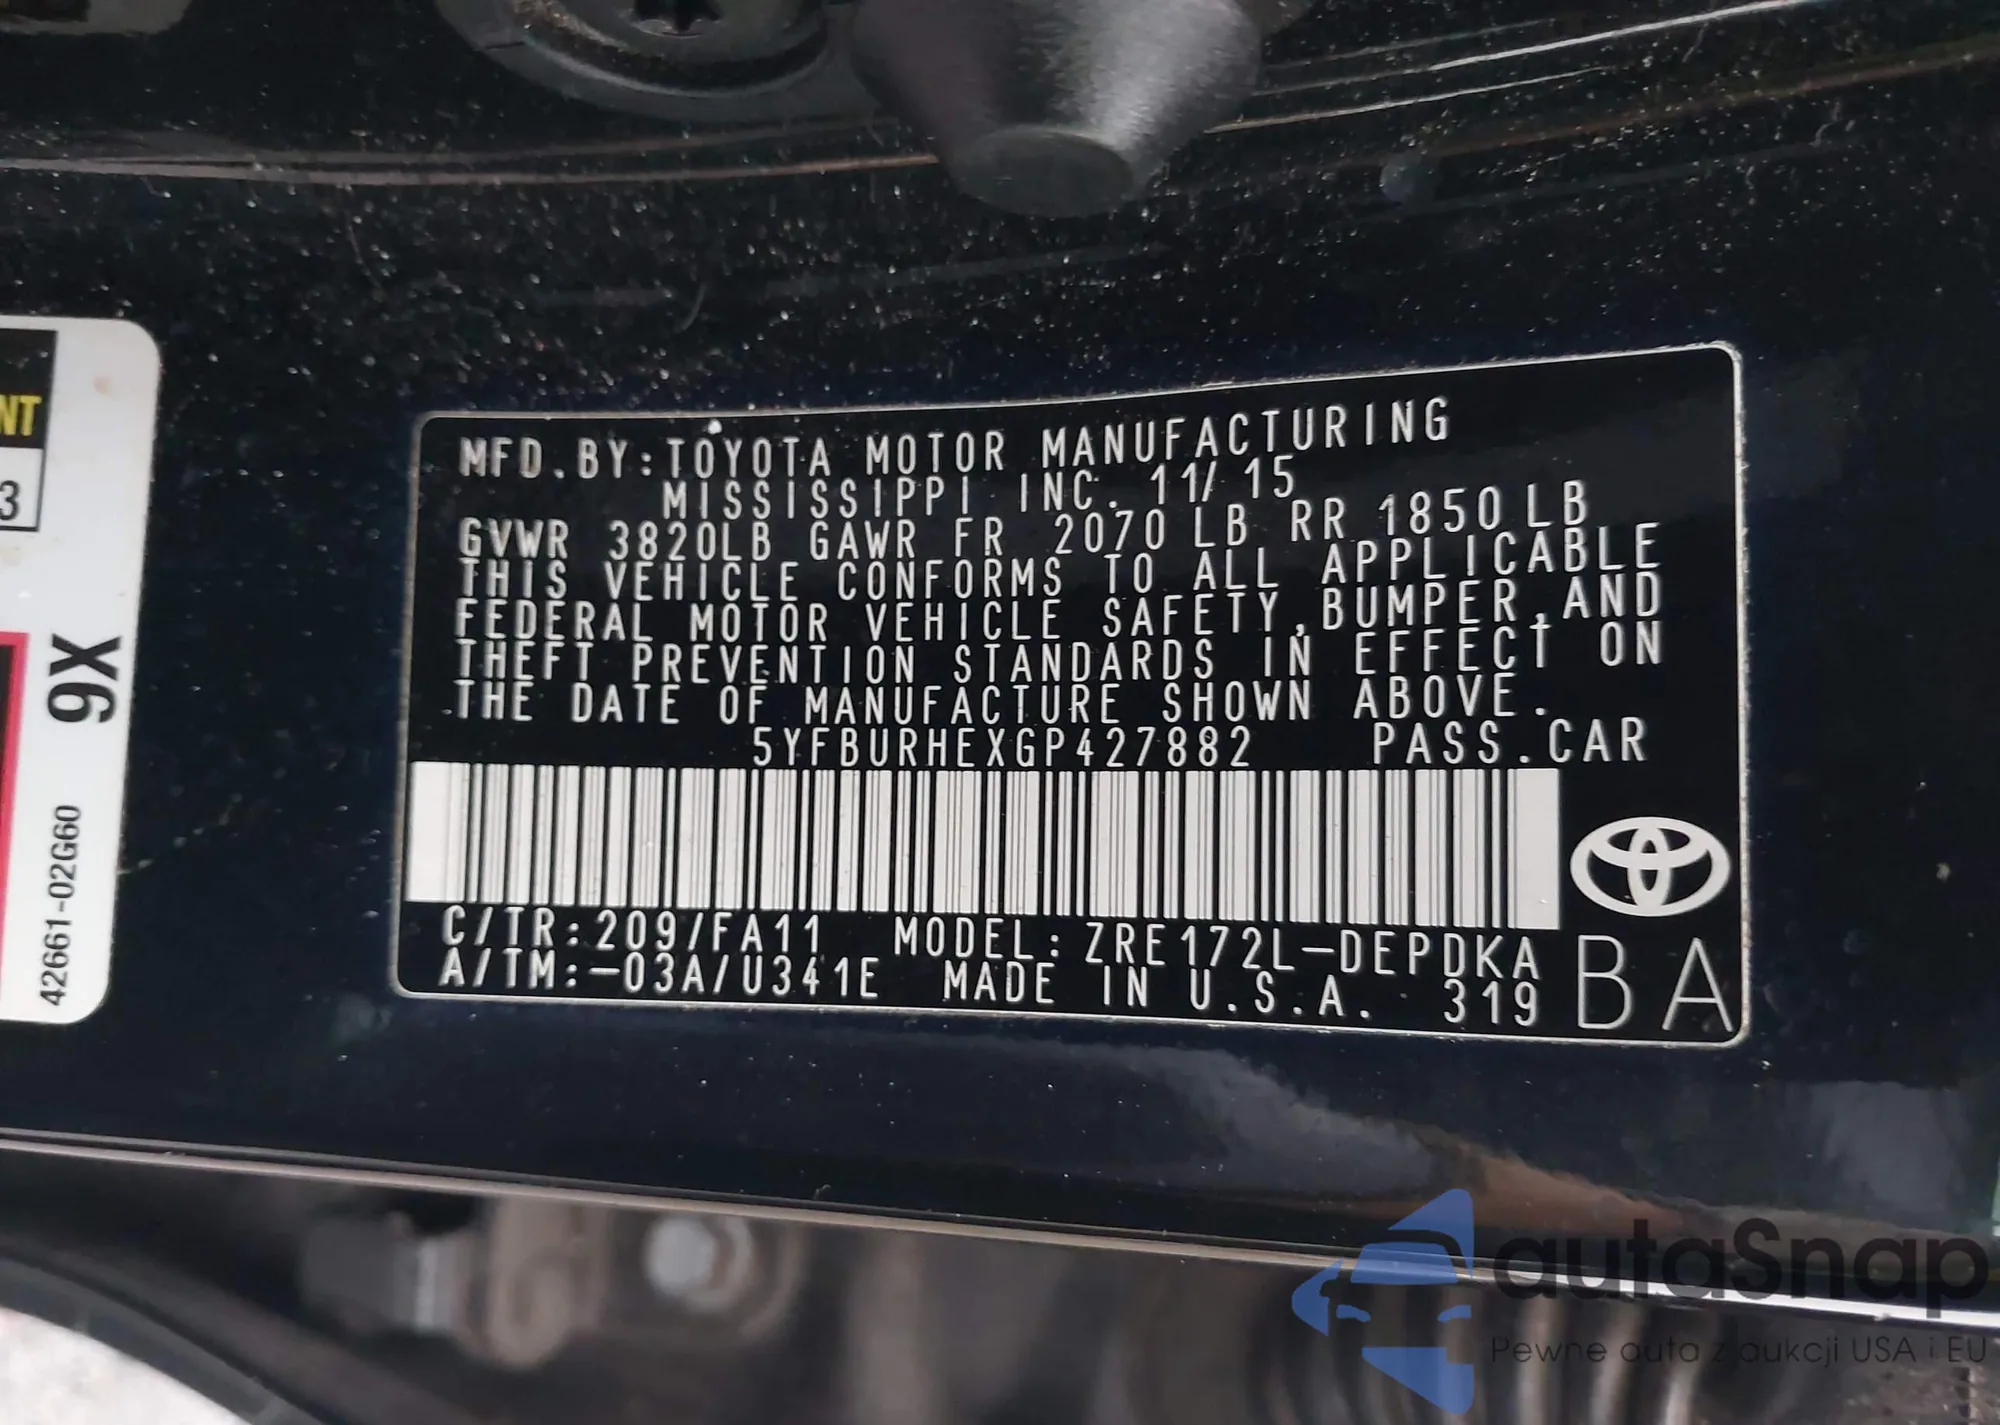 NT
3
9X
42661-02G60
MFD.BY:TOYOTA MOTOR MANUFACTURING
MISSISSIPPI INC. 11/15
GVWR 3820LB GAWR FR 2070 LB RR 1850LB
THIS VEHICLE CONFORMS TO ALL APPLICABLE
FEDERAL MOTOR VEHICLE SAFETY,BUMPER,AND
THEFT PREVENTION STANDARDS IN EFFECT ON
THE DATE OF MANUFACTURE SHOWN ABOVE.
5YFBURHEXGP427882 PASS.CAR
C/TR:209/FA11 MODEL:ZRE172L-DEPDKA
A/TM:-03A/U341E MADE IN U.S.A. 319
BA
autaSnap
Pewne auta z aukcji USA i EU